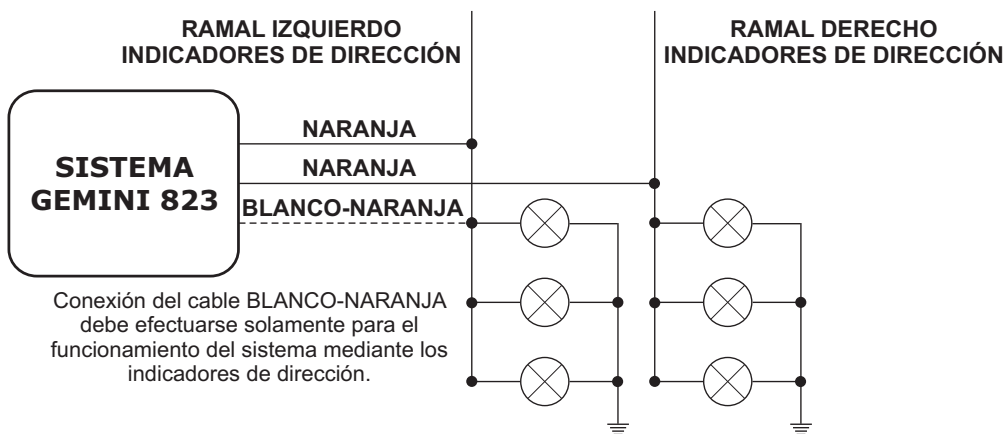 RAMAL IZQUIERDO
INDICADORES DE DIRECCIÓN
RAMAL DERECHO
INDICADORES DE DIRECCIÓN
NARANJA
NARANJA
BLANCO-NARANJA
SISTEMA
GEMINI 823
Conexión del cable BLANCO-NARANJA
debe efectuarse solamente para el
funcionamiento del sistema mediante los
indicadores de dirección.